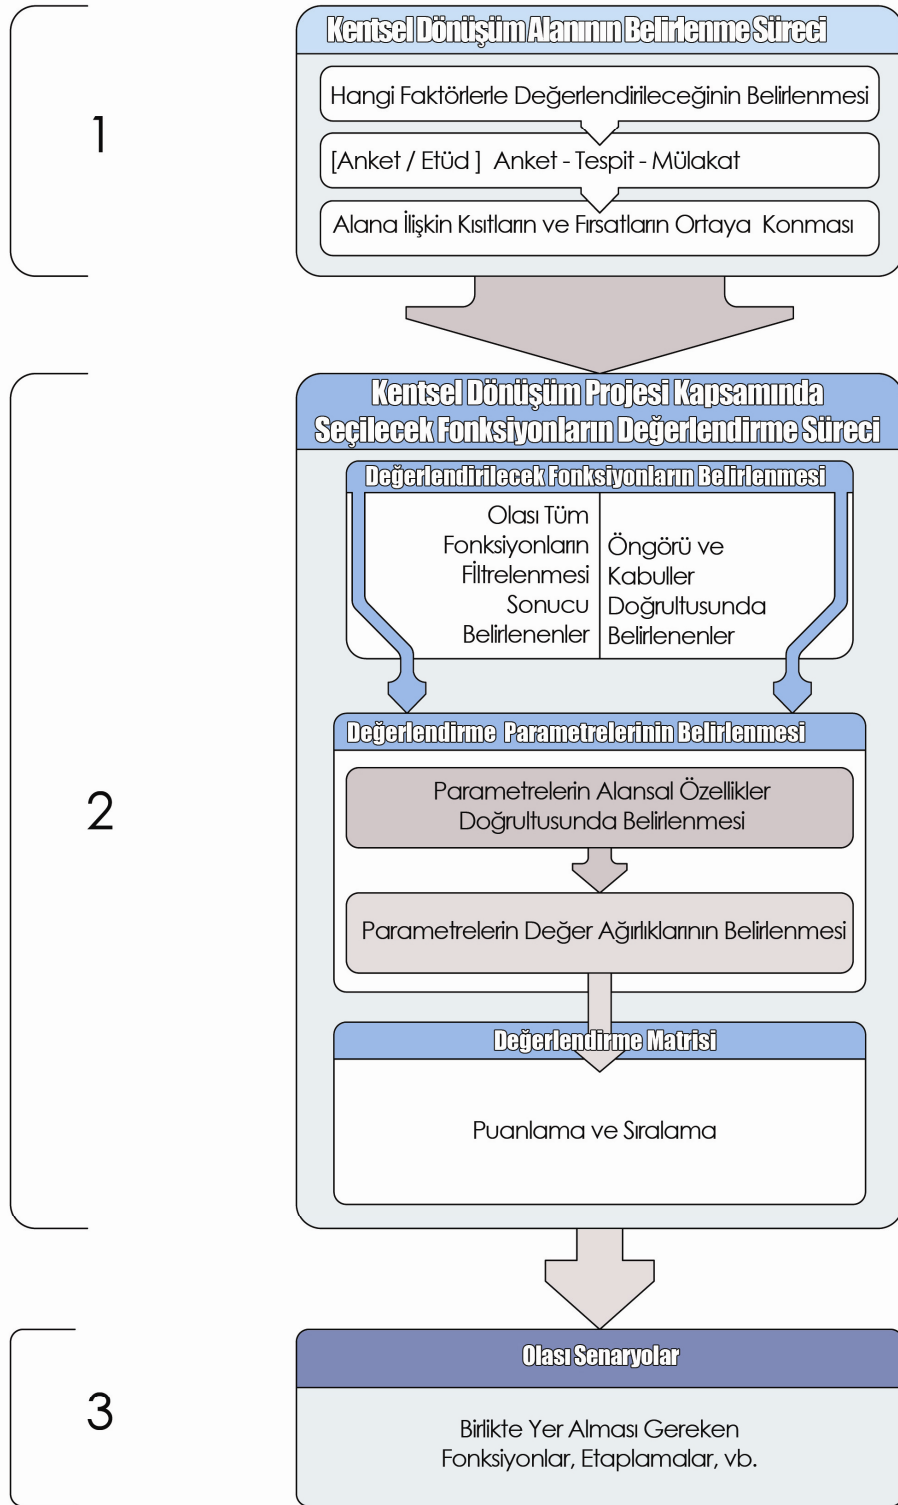 1
Kentsel Dönüşüm Alanının Belirlenme Süreci
Hangi Faktörlerle Değerlendirileceğinin Belirlenmesi
[Anket / Etüd ] Anket - Tespit - Mülakat
Alana İlişkin Kısıtların ve Fırsatların Ortaya Konması
2
Kentsel Dönüşüm Projesi Kapsamında
Seçilecek Fonksiyonların Değerlendirme Süreci
Değerlendirilecek Fonksiyonların Belirlenmesi
Olası Tüm
Fonksiyonların
Fİltrelenmesi
Sonucu
Belirlenenler
Öngörü ve
Kabuller
Doğrultusunda
Belirlenenler
Değerlendirme Parametrelerinin Belirlenmesi
Parametrelerin Alansal Özellikler
Doğrultusunda Belirlenmesi
Parametrelerin Değer Ağırlıklarının Belirlenmesi
Değerlendirme Matrisi
Puanlama ve Sıralama
3
Olası Senaryolar
Birlikte Yer Alması Gereken
Fonksiyonlar, Etaplamalar, vb.